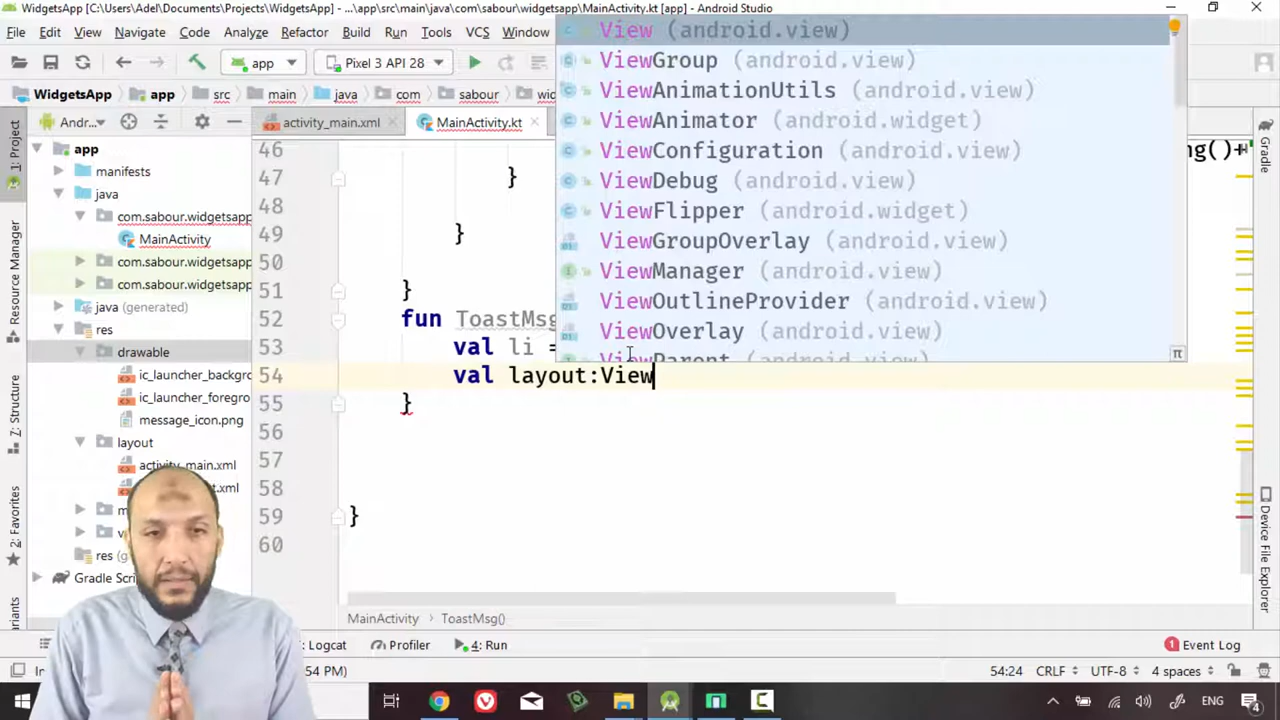 WidgetsApp [C:\Users\Adel\Documents\Projects\WidgetsApp] - ...\app\src\main\java\com\sabour\widgetsapp\MainActivity.kt [app] - Android Studio
File Edit View Navigate Code Analyze Refactor Build Run Tools VCS Window
app Pixel 3 API 28
WidgetsApp app src main java com sabour
Andr... activity_main.xml MainActivity.kt
View (android.view)
ViewGroup (android.view)
ViewAnimationUtils (android.view)
ViewAnimator (android.widget)
ViewConfiguration (android.view)
ViewDebug (android.view)
ViewFlipper (android.widget)
ViewGroupOverlay (android.view)
ViewManager (android.view)
ViewOutlineProvider (android.view)
ViewOverlay (android.view)
ViewParent (android.view)
π
1: Project
Resource Manager
Z: Structure
2: Favorites
app
manifests
java
com.sabour.widgetsapp
MainActivity
com.sabour.widgetsapp
com.sabour.widgetsapp
java (generated)
res
drawable
ic_launcher_backgro
ic_launcher_foregro
message_icon.png
layout
activity_main.xml
46
47 }
48
49 }
50
51 }
52 fun ToastMsg
53 val li =
54 val layout:View
55 }
56
57
58
59 }
60
Gradle
Device File Explorer
MainActivity ToastMsg()
Logcat Profiler 4: Run 1 Event Log
54 PM) 54:24 CRLF UTF-8 4 spaces
ENG 4